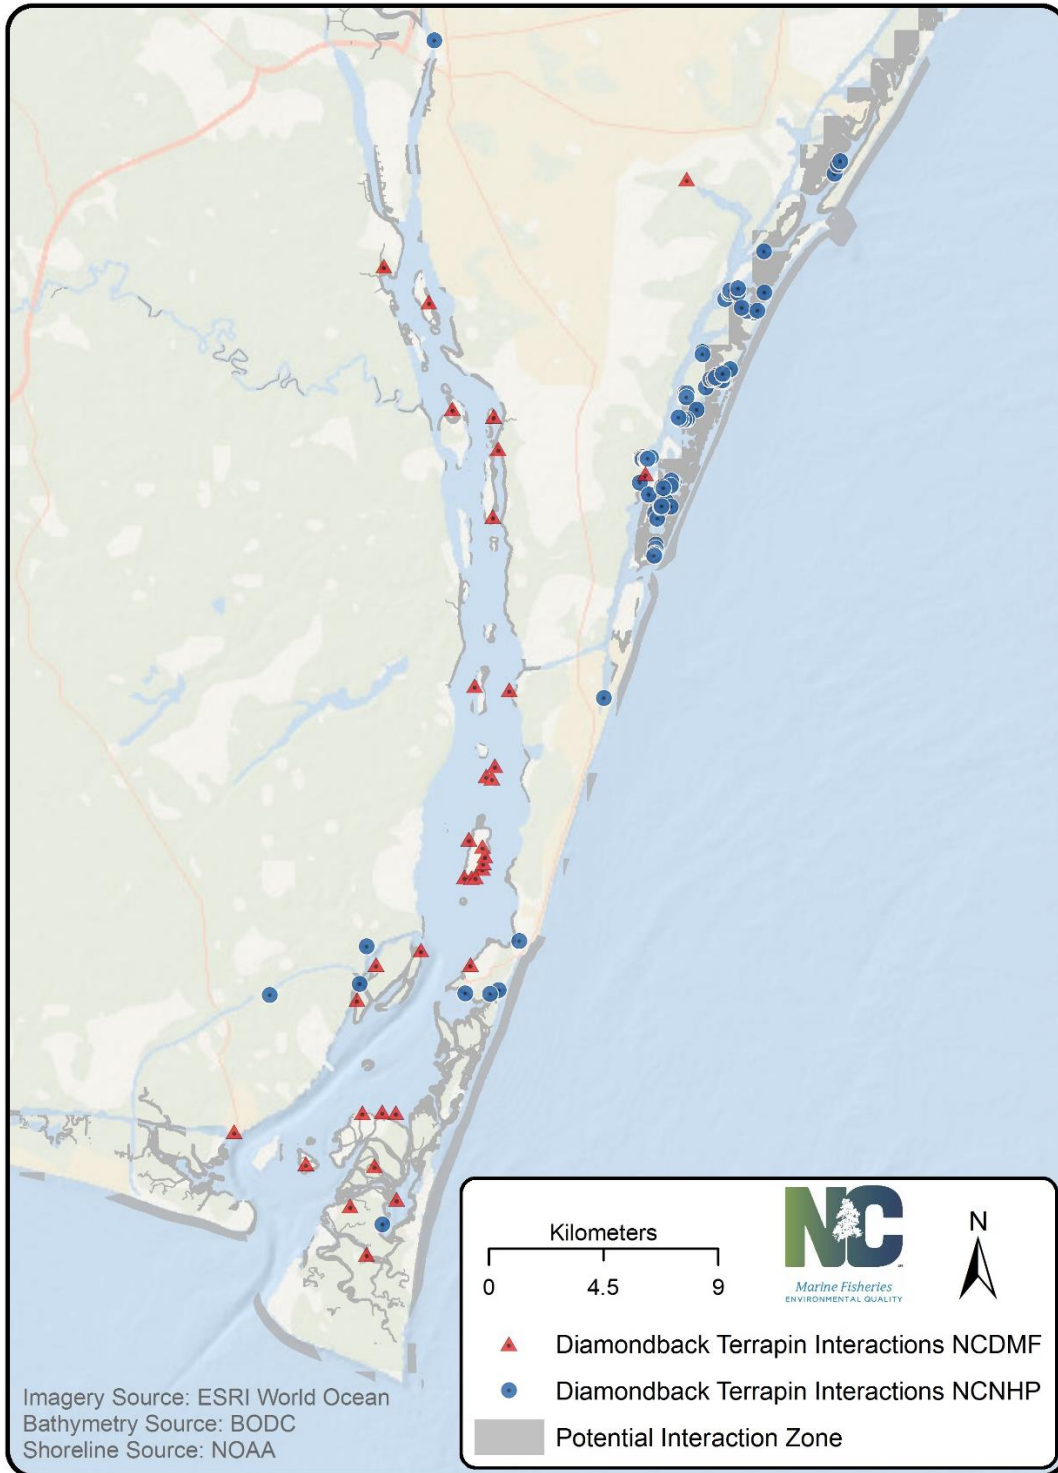 Kilometers
0 4.5 9
NC
Marine Fisheries
ENVIRONMENTAL QUALITY
N
Diamondback Terrapin Interactions NCDMF
Diamondback Terrapin Interactions NCNHP
Potential Interaction Zone
Imagery Source: ESRI World Ocean
Bathymetry Source: BODC
Shoreline Source: NOAA